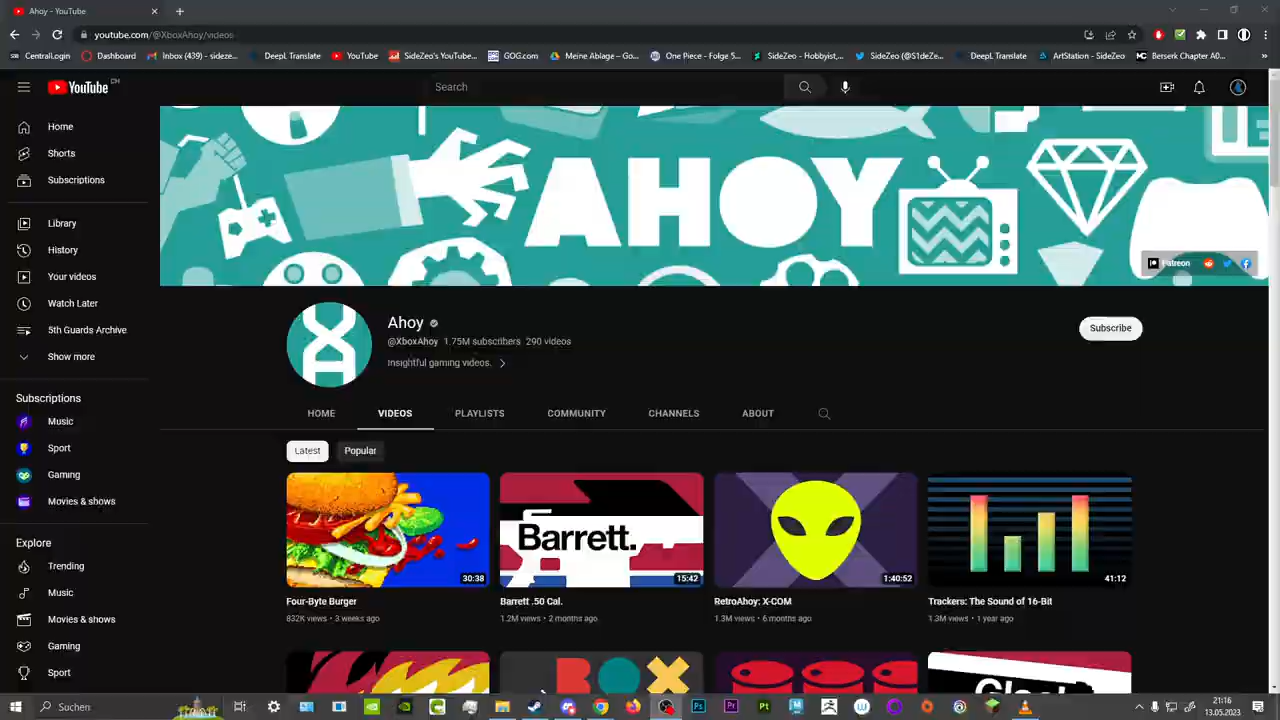 Ahoy - YouTube
youtube.com/@XboxAhoy/videos
CentralLogin Dashboard Inbox (439) - sideze... DeepL Translate YouTube SideZeo's YouTube... GOG.com Meine Ablage – Go... One Piece - Folge 5... SideZeo - Hobbyist,... SideZeo (@S1deZe... DeepL Translate ArtStation - SideZeo Berserk Chapter A0...
YouTube CH
Search
Home
Shorts
Subscriptions
Library
History
Your videos
Watch Later
5th Guards Archive
Show more
Subscriptions
Music
Sport
Gaming
Movies & shows
Explore
Trending
Music
Movies & shows
Gaming
Sport
AHOY
Patreon
Ahoy
@XboxAhoy 1.75M subscribers 290 videos
Insightful gaming videos.
Subscribe
HOME VIDEOS PLAYLISTS COMMUNITY CHANNELS ABOUT
Latest Popular
Barrett.
30:38 15:42 1:40:52 41:12
Four-Byte Burger Barrett .50 Cal. RetroAhoy: X-COM Trackers: The Sound of 16-Bit
832K views • 3 weeks ago 1.2M views • 2 months ago 1.3M views • 6 months ago 1.3M views • 1 year ago
Suchen
21:16
13.05.2023